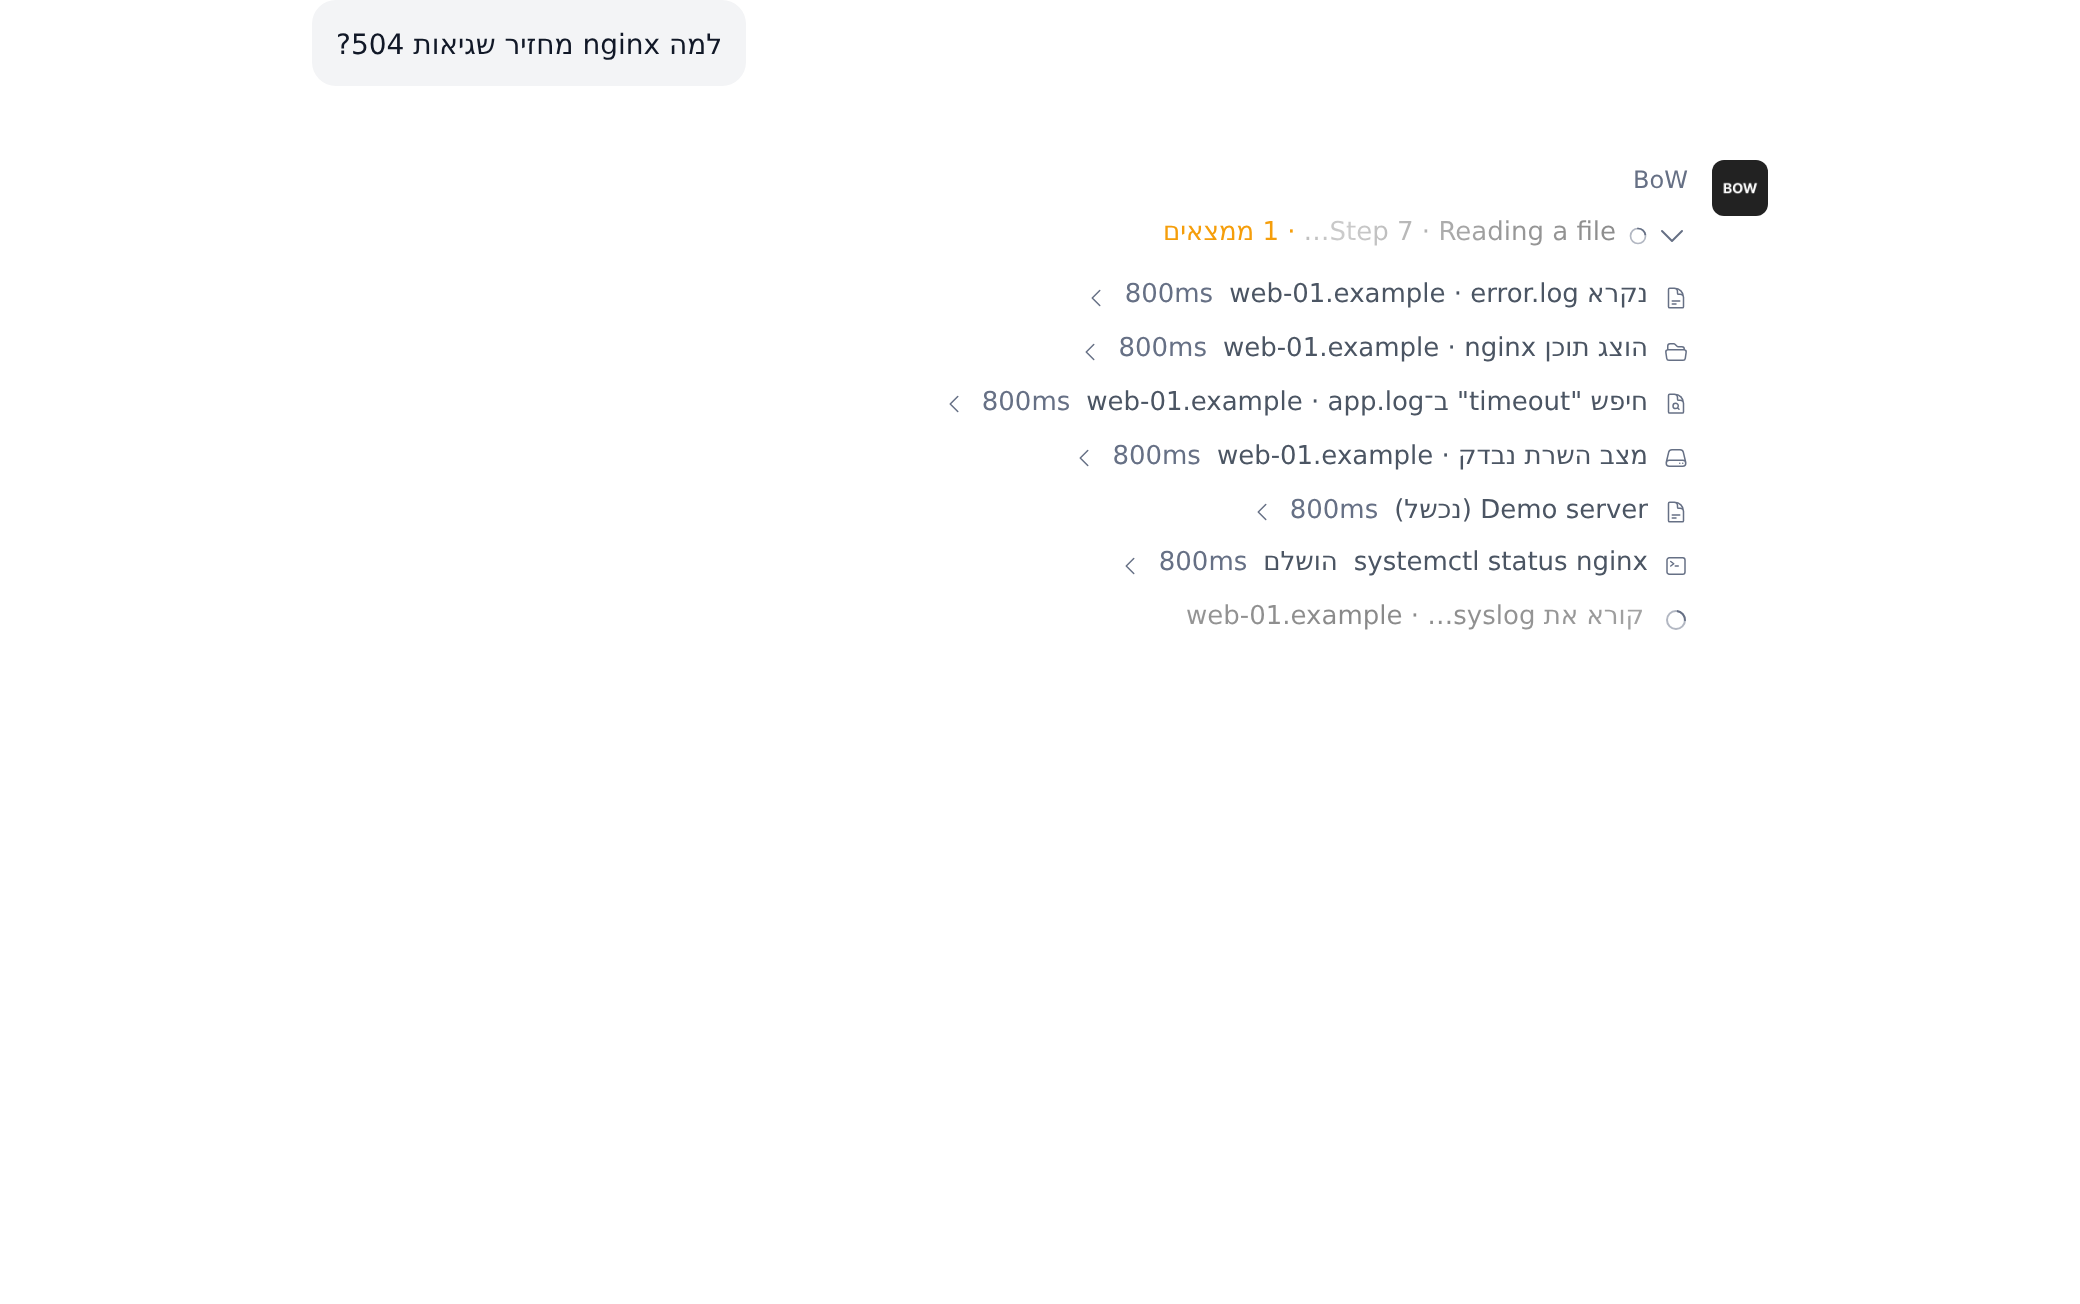 למה nginx מחזיר שגיאות 504?
BOW
BoW
Reading a file · Step 7… · 1 ממצאים
נקרא error.log · web-01.example 800ms
הוצג תוכן nginx · web-01.example 800ms
חיפש "timeout" ב־app.log · web-01.example 800ms
מצב השרת נבדק · web-01.example 800ms
Demo server (נכשל) 800ms
systemctl status nginx הושלם 800ms
קורא את syslog… · web-01.example